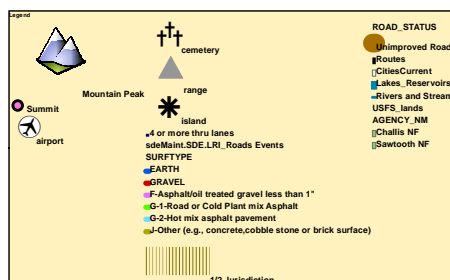 Legend
cemetery
Mountain Peak
range
Summit
island
airport
4 or more thru lanes
sdeMaint.SDE.LRI_Roads Events
SURFTYPE
EARTH
GRAVEL
F-Asphalt/oil treated gravel less than 1"
G-1-Road or Cold Plant mix Asphalt
G-2-Hot mix asphalt pavement
J-Other (e.g., concrete,cobble stone or brick surface)
1/2 Jurisdiction
ROAD_STATUS
Unimproved Road
Routes
CitiesCurrent
Lakes_Reservoirs
Rivers and Stream
USFS_lands
AGENCY_NM
Challis NF
Sawtooth NF